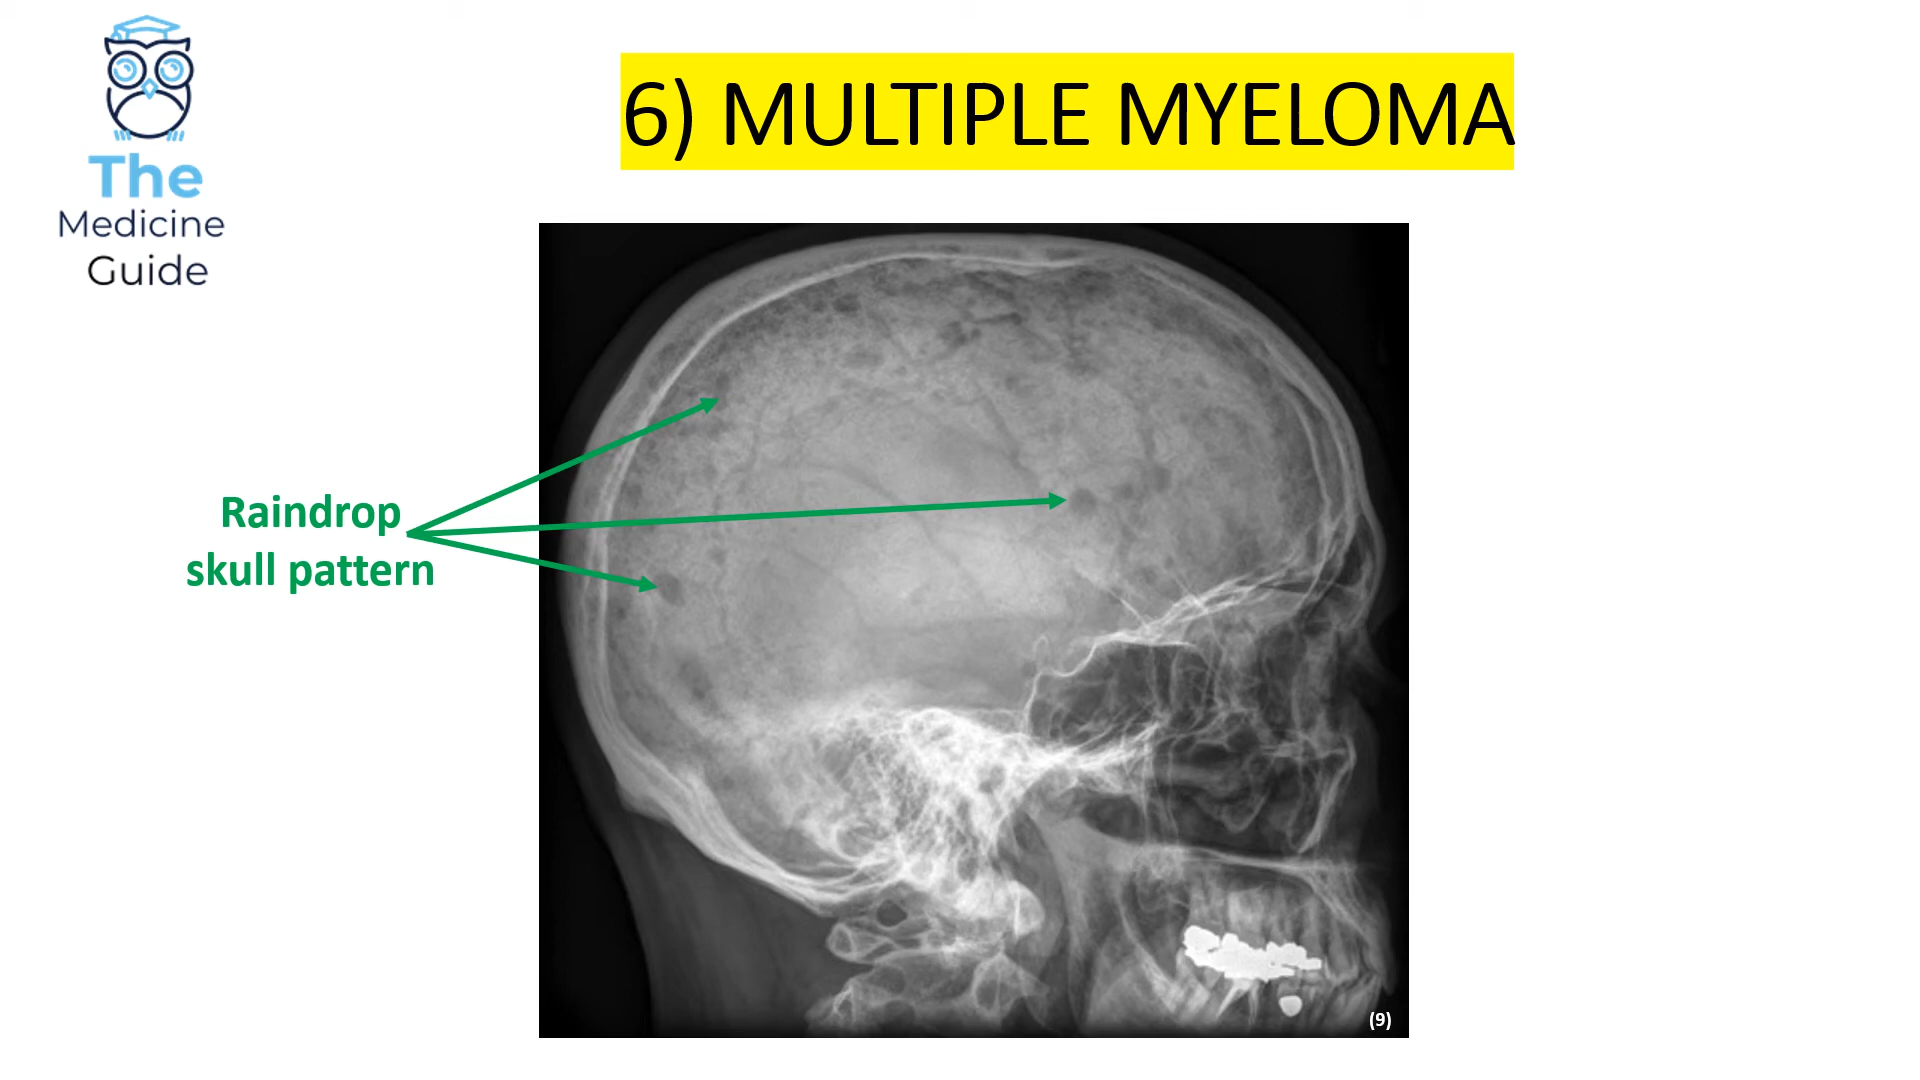 The
Medicine
Guide
6) MULTIPLE MYELOMA
Raindrop
skull pattern
(9)